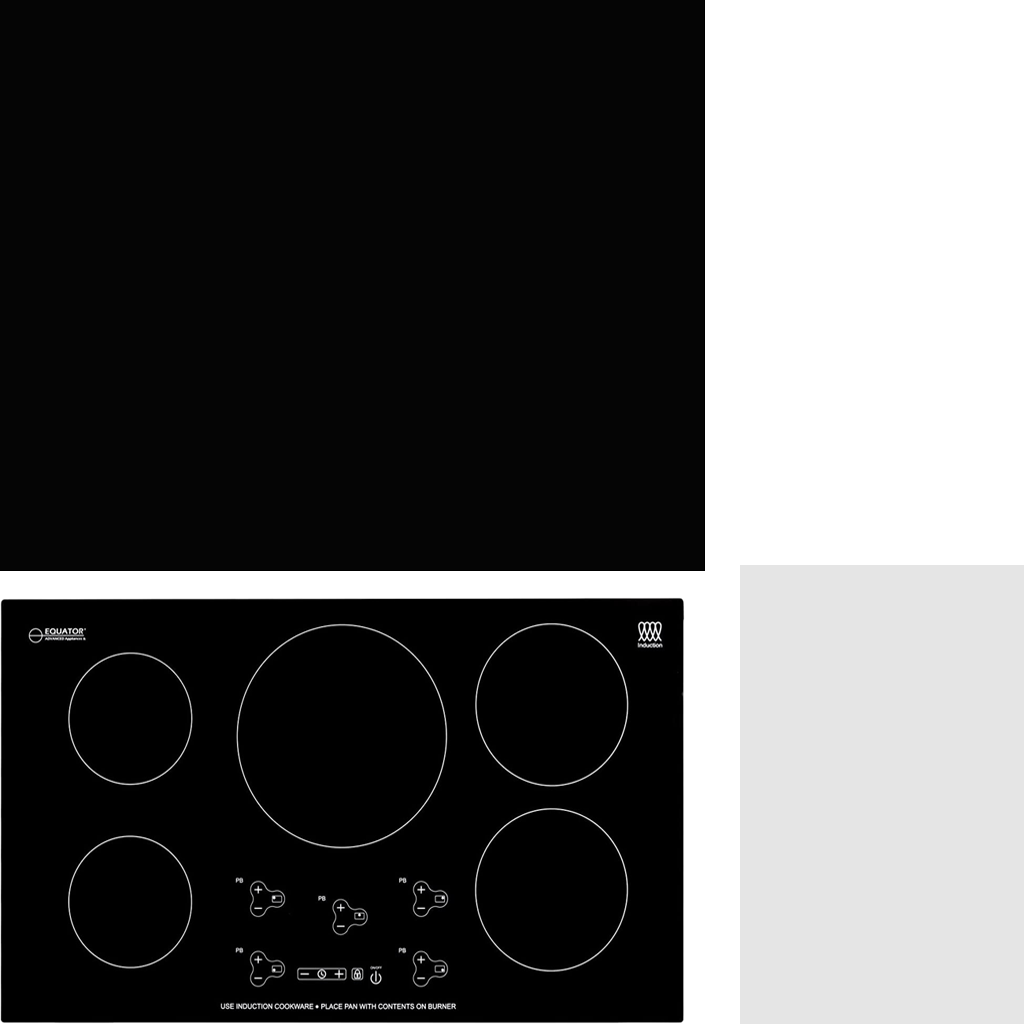 EQUATOR
ADVANCED Appliances
Induction
PB
PB
PB
PB
PB
ON/OFF
USE INDUCTION COOKWARE • PLACE PAN WITH CONTENTS ON BURNER